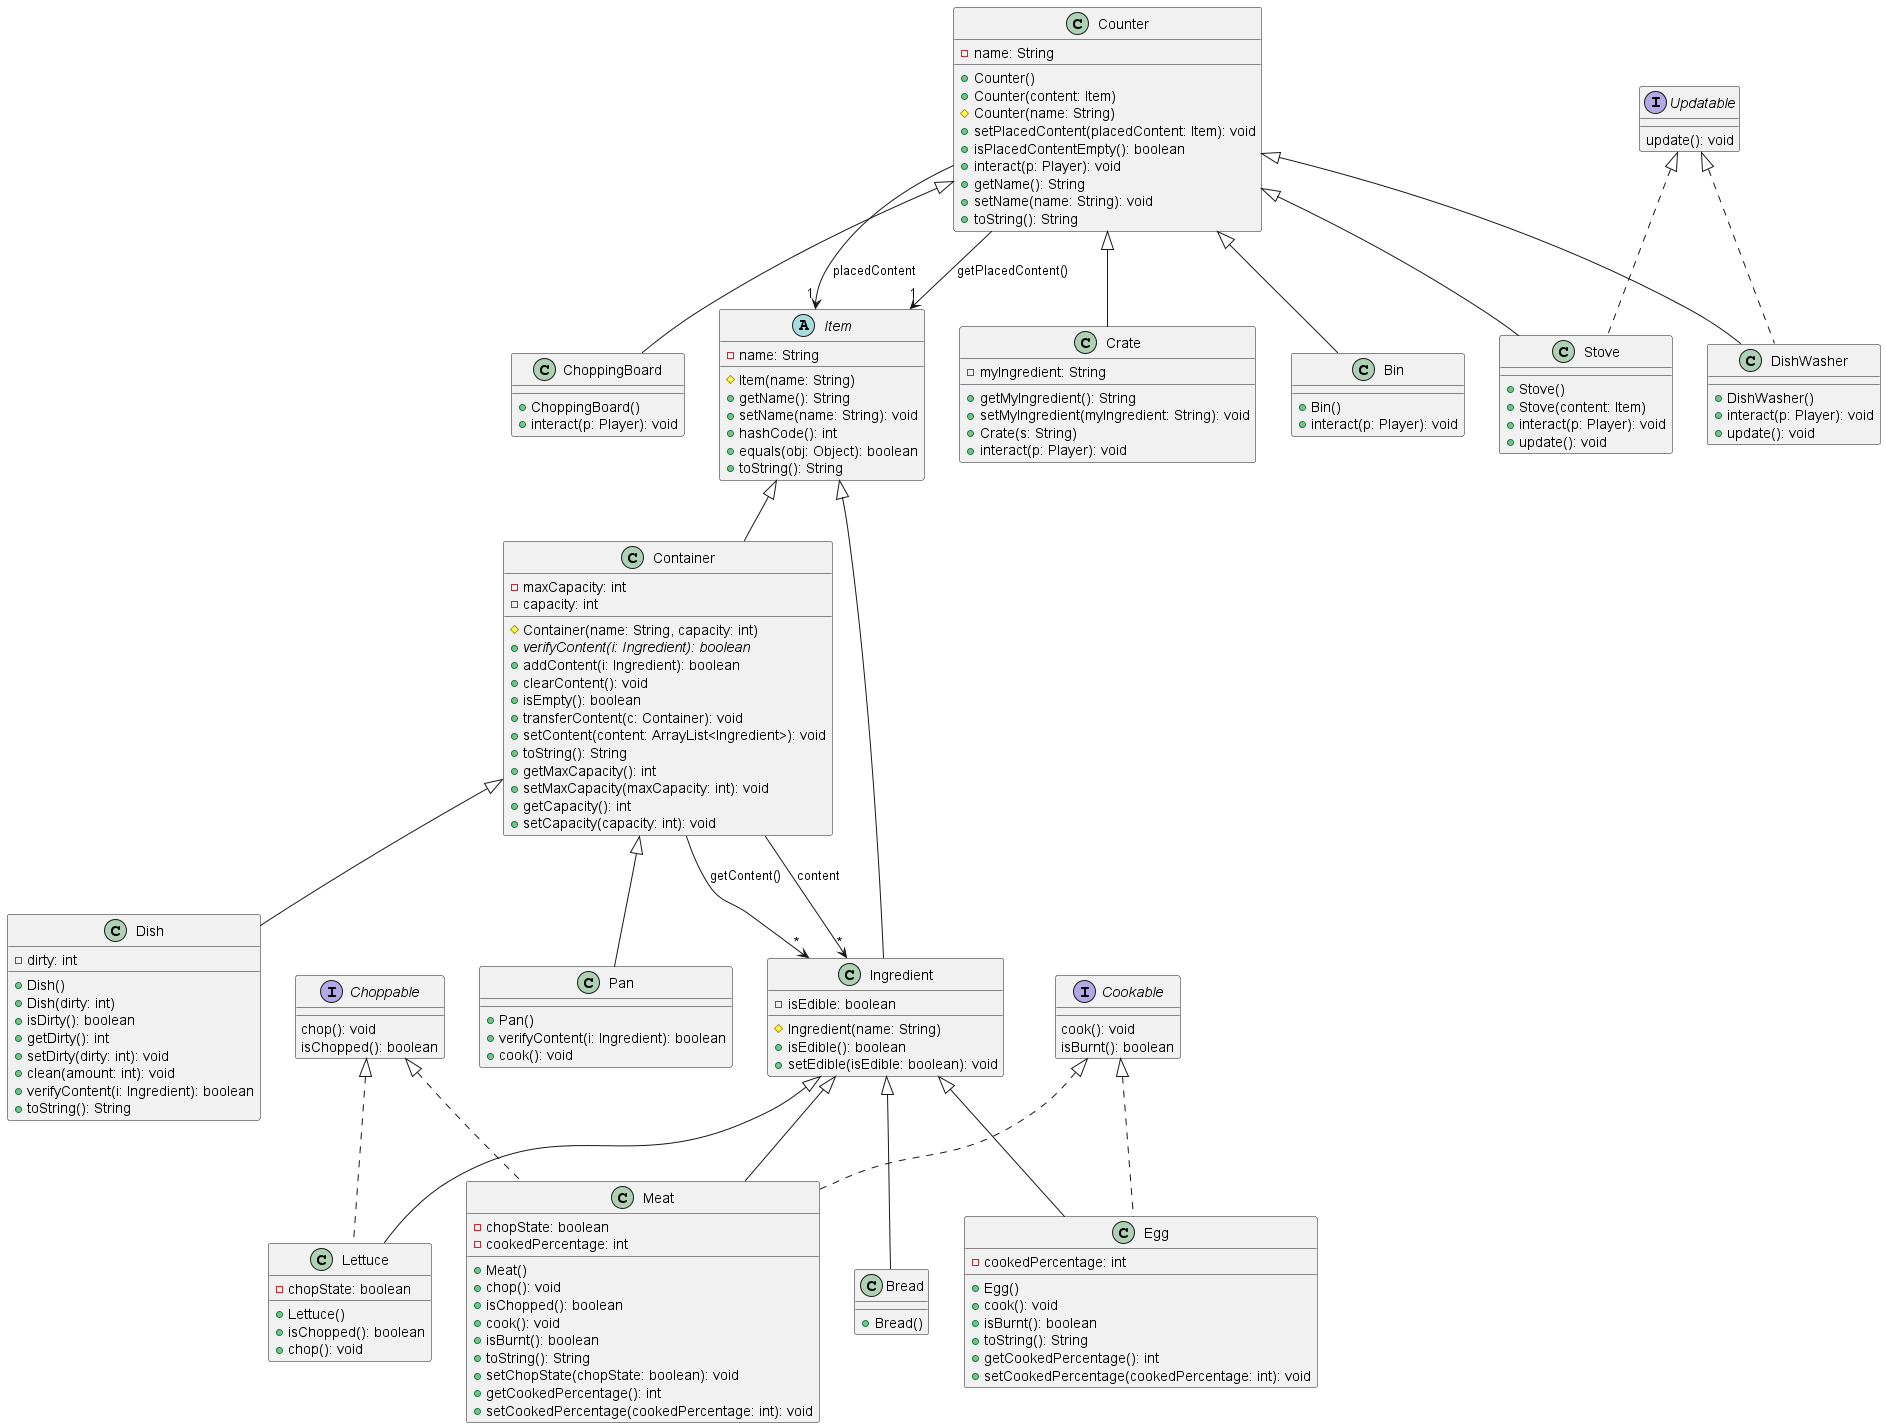 C Counter
name: String
Counter()
Counter(content: Item)
Counter(name: String)
setPlacedContent(placedContent: Item): void
isPlacedContentEmpty(): boolean
interact(p: Player): void
getName(): String
setName(name: String): void
toString(): String
I Updatable
update(): void
placedContent
getPlacedContent()
1
1
C ChoppingBoard
ChoppingBoard()
interact(p: Player): void
A Item
name: String
Item(name: String)
getName(): String
setName(name: String): void
hashCode(): int
equals(obj: Object): boolean
toString(): String
C Crate
myIngredient: String
getMyIngredient(): String
setMyIngredient(myIngredient: String): void
Crate(s: String)
interact(p: Player): void
C Bin
Bin()
interact(p: Player): void
C Stove
Stove()
Stove(content: Item)
interact(p: Player): void
update(): void
C DishWasher
DishWasher()
interact(p: Player): void
update(): void
C Container
maxCapacity: int
capacity: int
Container(name: String, capacity: int)
verifyContent(i: Ingredient): boolean
addContent(i: Ingredient): boolean
clearContent(): void
isEmpty(): boolean
transferContent(c: Container): void
setContent(content: ArrayList<Ingredient>): void
toString(): String
getMaxCapacity(): int
setMaxCapacity(maxCapacity: int): void
getCapacity(): int
setCapacity(capacity: int): void
getContent()
content
*
*
C Dish
dirty: int
Dish()
Dish(dirty: int)
isDirty(): boolean
getDirty(): int
setDirty(dirty: int): void
clean(amount: int): void
verifyContent(i: Ingredient): boolean
toString(): String
I Choppable
chop(): void
isChopped(): boolean
C Pan
Pan()
verifyContent(i: Ingredient): boolean
cook(): void
C Ingredient
isEdible: boolean
Ingredient(name: String)
isEdible(): boolean
setEdible(isEdible: boolean): void
I Cookable
cook(): void
isBurnt(): boolean
C Lettuce
chopState: boolean
Lettuce()
isChopped(): boolean
chop(): void
C Meat
chopState: boolean
cookedPercentage: int
Meat()
chop(): void
isChopped(): boolean
cook(): void
isBurnt(): boolean
toString(): String
setChopState(chopState: boolean): void
getCookedPercentage(): int
setCookedPercentage(cookedPercentage: int): void
C Bread
Bread()
C Egg
cookedPercentage: int
Egg()
cook(): void
isBurnt(): boolean
toString(): String
getCookedPercentage(): int
setCookedPercentage(cookedPercentage: int): void